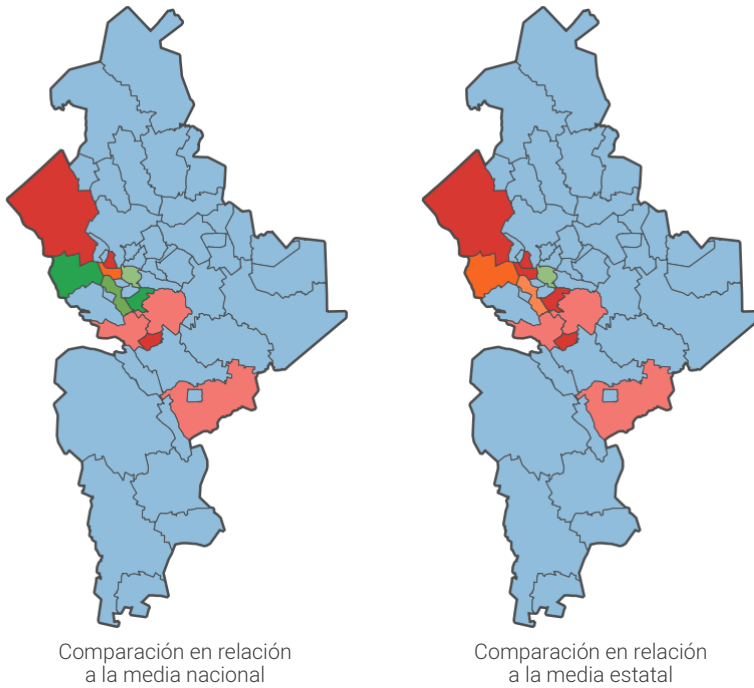 Comparación en relación
a la media nacional
Comparación en relación
a la media estatal